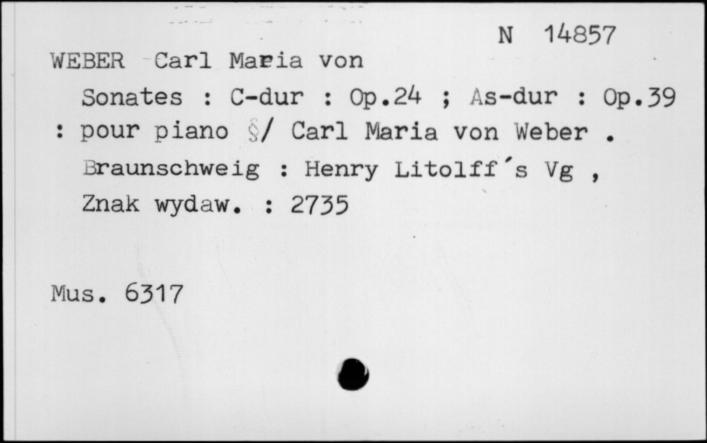 N 14857
WEBER Carl Maria von
Sonates : C-dur : Op.24 ; As-dur : Op.39
: pour piano §/ Carl Maria von Weber .
Braunschweig : Henry Litolff´s Vg ,
Znak wydaw. : 2735
Mus. 6317